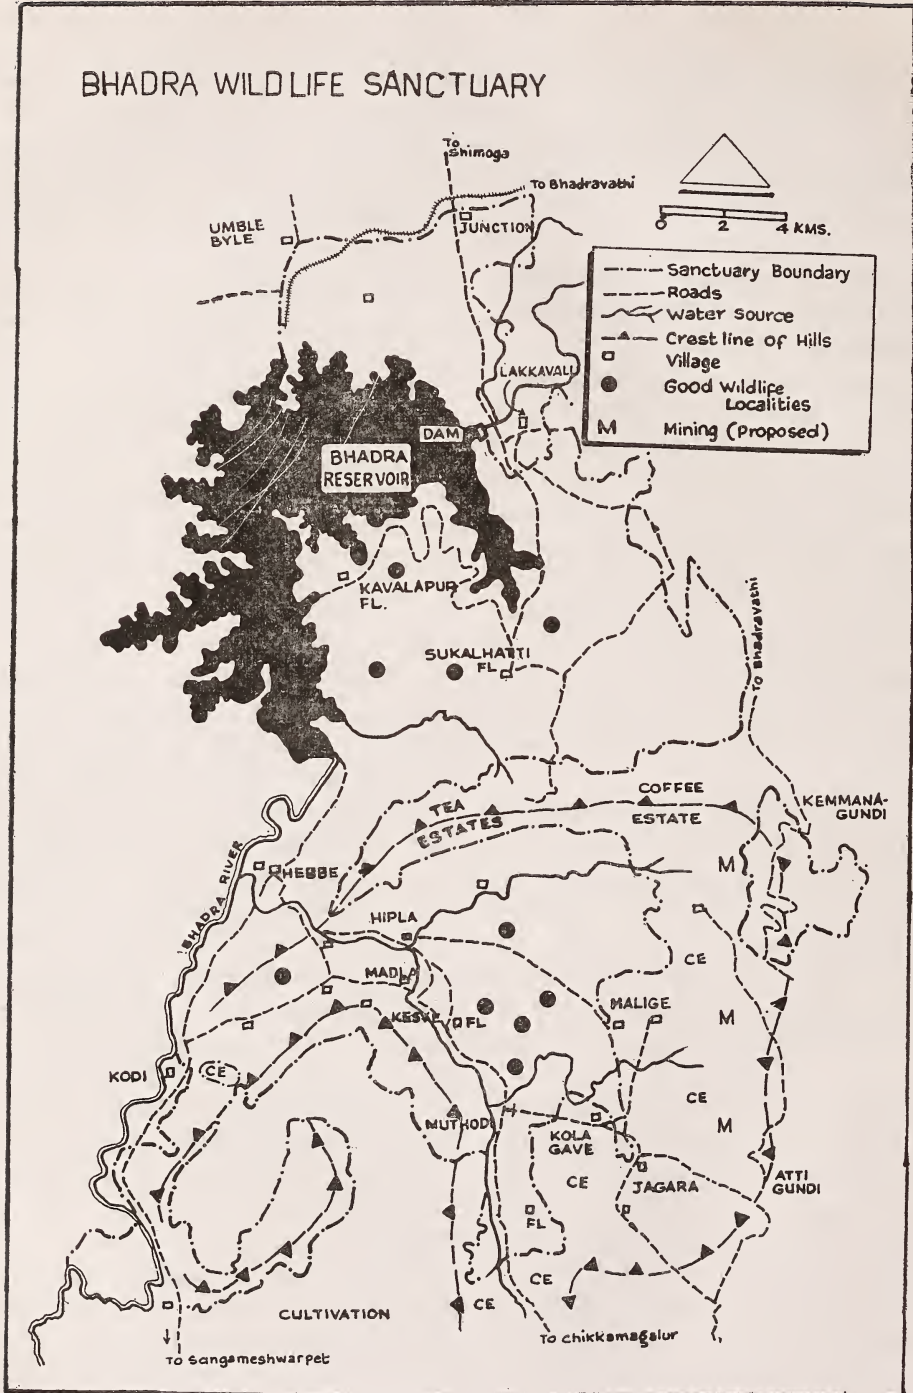 BHADRA WILDLIFE SANCTUARY
To
Shimoga
To Bhadravathi
UMBLE
BYLE
JUNCTION
0 2 4 KMS.
Sanctuary Boundary
Roads
Water Source
Crest line of Hills
Village
Good Wildlife
Localities
M Mining (Proposed)
LAKKAVALI
DAM
BHADRA
RESERVOIR
KAVALAPUR
FL.
SUKALHATTI
FL
To Bhadravathi
TEA
ESTATES
COFFEE
ESTATE
KEMMANA-
GUNDI
BHADRA RIVER
HEBBE
M
HIPLA
CE
MADLA
MALIGE
KESVE
FL
M
KODI
CE
CE
MUTHODI
KOLA
GAVE
M
CE
JAGARA
ATTI
GUNDI
FL
CE
CE
CULTIVATION
To Chikkamagalur
To Sangameshwarpet